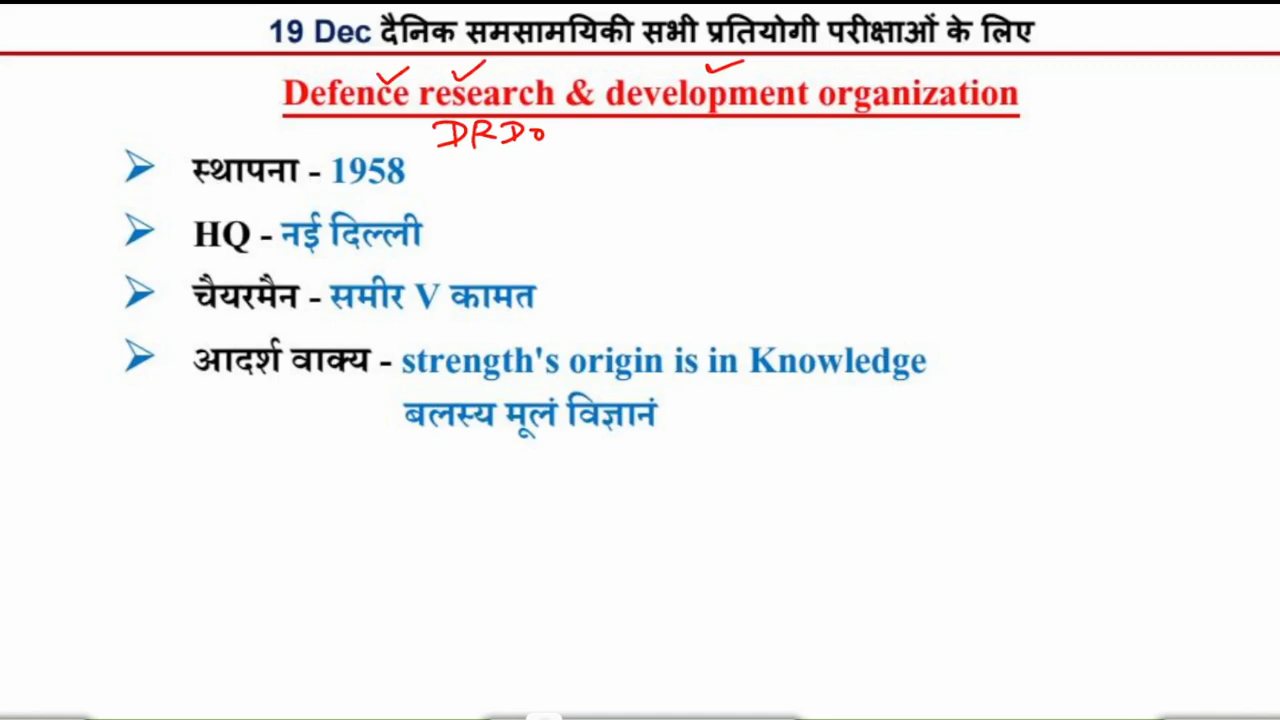 19 Dec दैनिक समसामयिकी सभी प्रतियोगी परीक्षाओं के लिए
Defence research & development organization
DRDO
स्थापना - 1958
HQ - नई दिल्ली
चैयरमैन - समीर V कामत
आदर्श वाक्य - strength's origin is in Knowledge
बलस्य मूलं विज्ञानं